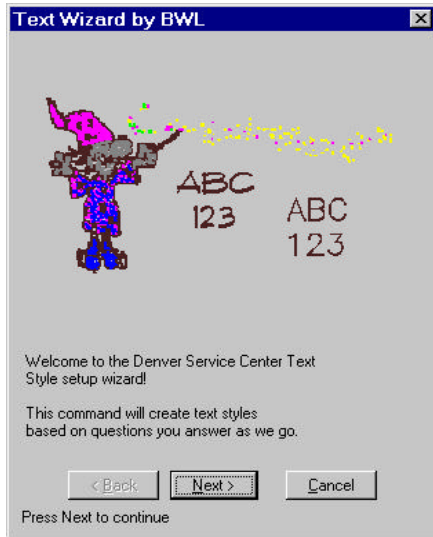 Text Wizard by BWL
ABC
123
ABC
123
Welcome to the Denver Service Center Text
Style setup wizard!
This command will create text styles
based on questions you answer as we go.
< Back Next > Cancel
Press Next to continue